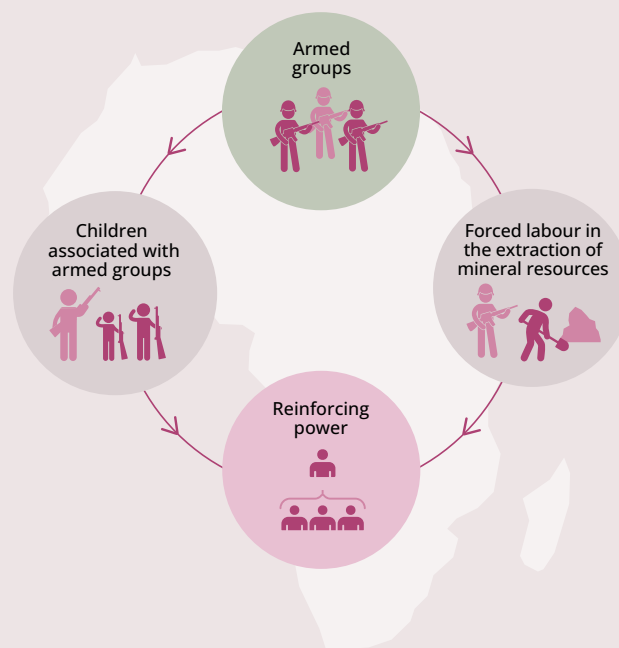 Armed
groups
Children
associated with
armed groups
Forced labour in
the extraction of
mineral resources
Reinforcing
power